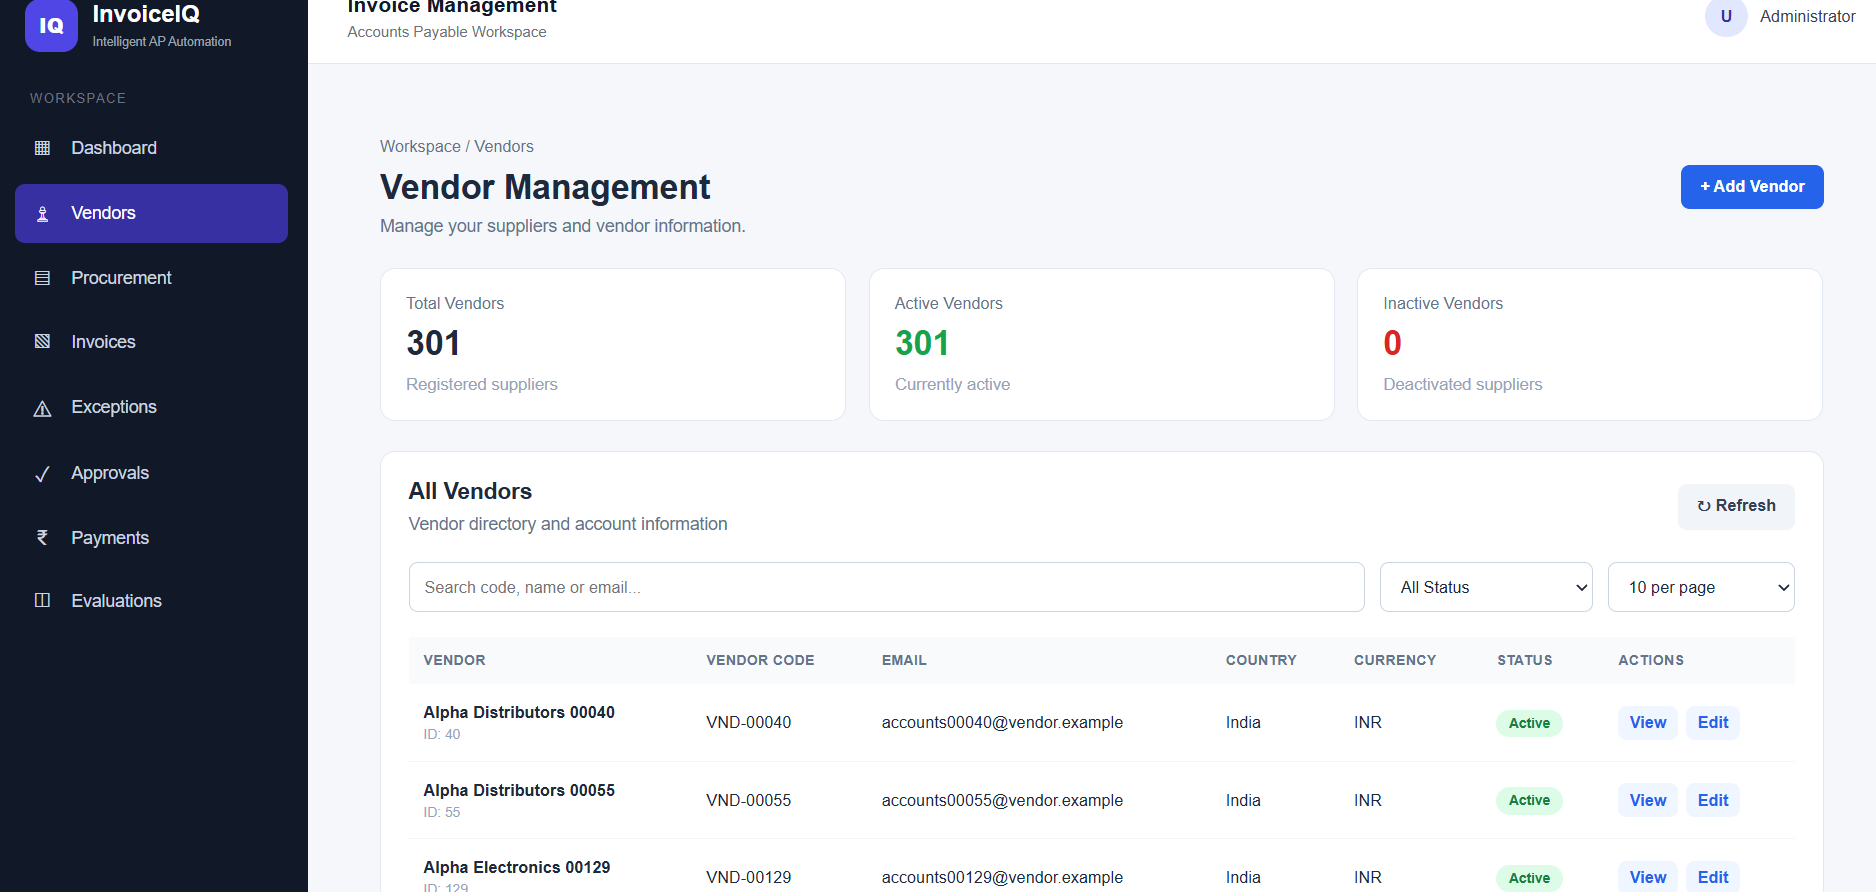 IQ
InvoiceIQ
Intelligent AP Automation
WORKSPACE
Dashboard
Vendors
Procurement
Invoices
Exceptions
Approvals
₹ Payments
Evaluations
Invoice Management
Accounts Payable Workspace
U Administrator
Workspace / Vendors
Vendor Management
Manage your suppliers and vendor information.
+ Add Vendor
Total Vendors
301
Registered suppliers
Active Vendors
301
Currently active
Inactive Vendors
0
Deactivated suppliers
All Vendors
Vendor directory and account information
↻ Refresh
Search code, name or email...
All Status
10 per page
VENDOR VENDOR CODE EMAIL COUNTRY CURRENCY STATUS ACTIONS
Alpha Distributors 00040
ID: 40
VND-00040 accounts00040@vendor.example India INR Active View Edit
Alpha Distributors 00055
ID: 55
VND-00055 accounts00055@vendor.example India INR Active View Edit
Alpha Electronics 00129
ID: 129
VND-00129 accounts00129@vendor.example India INR Active View Edit